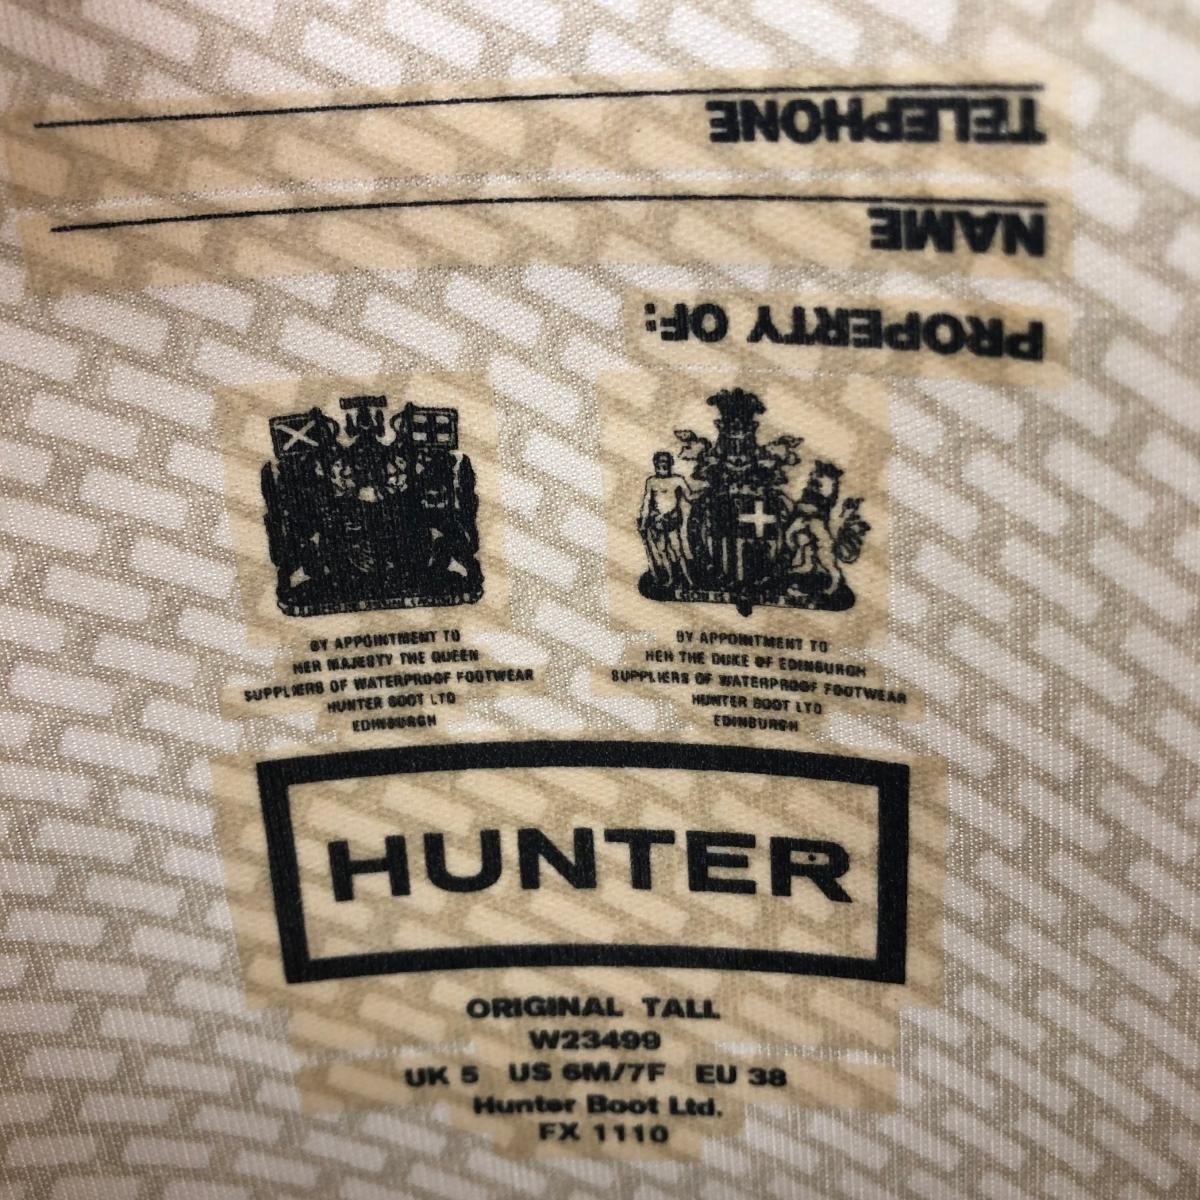 TELEPHONE
NAME
PROPERTY OF:
BY APPOINTMENT TO
HER MAJESTY THE QUEEN
SUPPLIERS OF WATERPROOF FOOTWEAR
HUNTER BOOT LTD
EDINBURGH
BY APPOINTMENT TO
HRH THE DUKE OF EDINBURGH
SUPPLIERS OF WATERPROOF FOOTWEAR
HUNTER BOOT LTD
EDINBURGH
HUNTER
ORIGINAL TALL
W23499
UK 5 US 6M/7F EU 38
Hunter Boot Ltd.
FX 1110